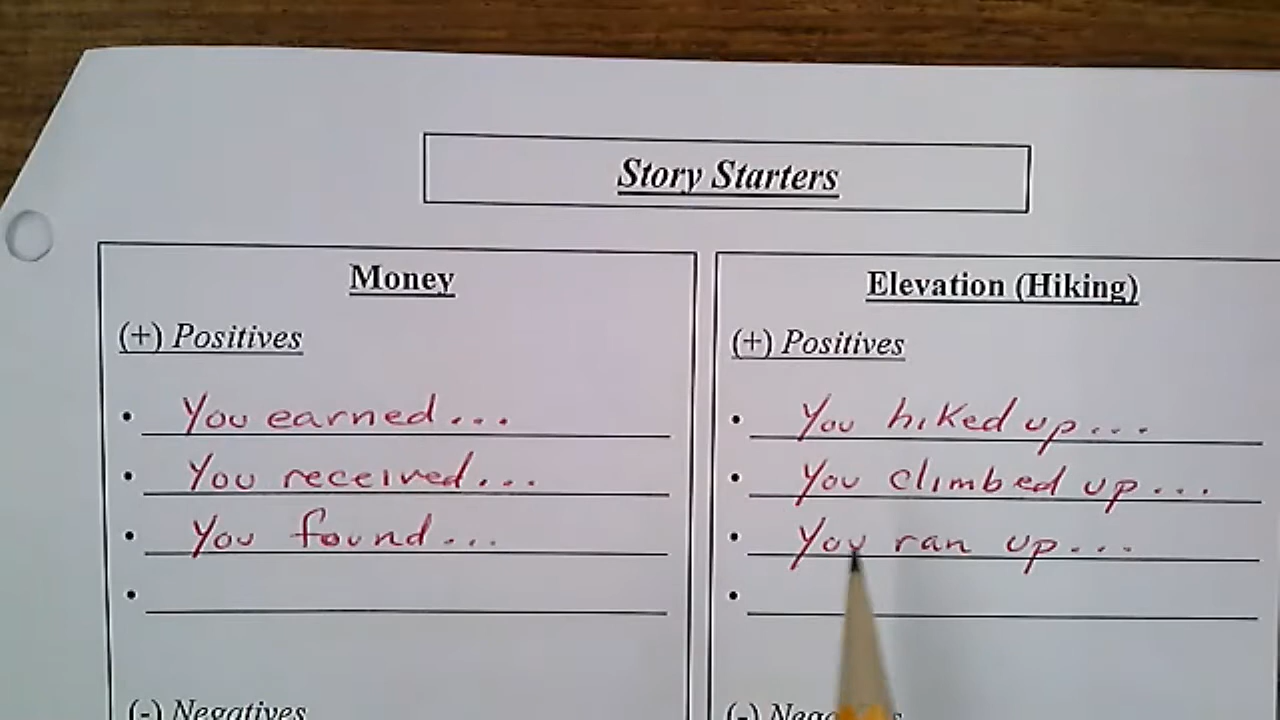 Story Starters
Money
(+) Positives
• You earned...
• You received...
• You found...
•
(-) Negatives
Elevation (Hiking)
(+) Positives
• You hiked up...
• You climbed up...
• You ran up...
•
(-)